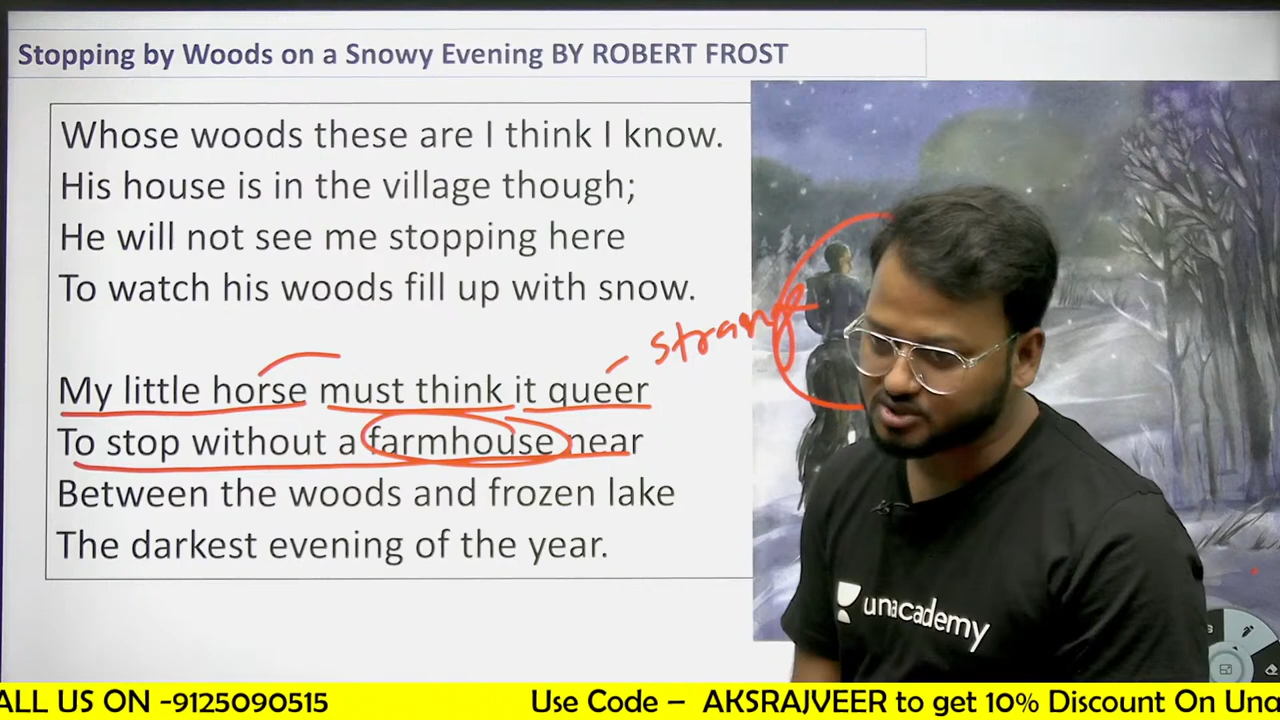 Stopping by Woods on a Snowy Evening BY ROBERT FROST
Whose woods these are I think I know.
His house is in the village though;
He will not see me stopping here
To watch his woods fill up with snow.
strange
My little horse must think it queer
To stop without a farmhouse near
Between the woods and frozen lake
The darkest evening of the year.
unacademy
ALL US ON -9125090515 Use Code – AKSRAJVEER to get 10% Discount On Una